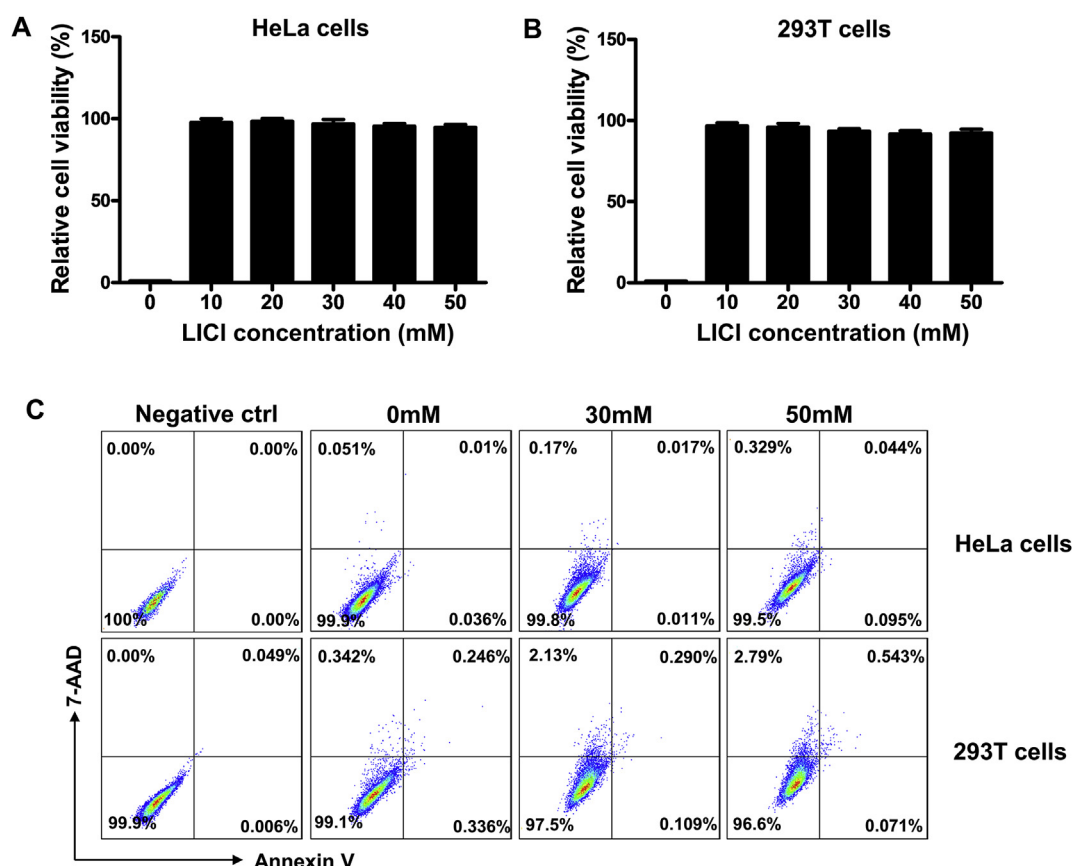 A
HeLa cells
Relative cell viability (%)
150
100
50
0
0 10 20 30 40 50
LICI concentration (mM)
B
293T cells
Relative cell viability (%)
150
100
50
0
0 10 20 30 40 50
LICI concentration (mM)
C
Negative ctrl 0mM 30mM 50mM
0.00% 0.00% 0.051% 0.01% 0.17% 0.017% 0.329% 0.044%
HeLa cells
100% 0.00% 99.9% 0.036% 99.8% 0.011% 99.5% 0.095%
0.00% 0.049% 0.342% 0.246% 2.13% 0.290% 2.79% 0.543%
7-AAD
293T cells
99.9% 0.006% 99.1% 0.336% 97.5% 0.109% 96.6% 0.071%
Annexin V